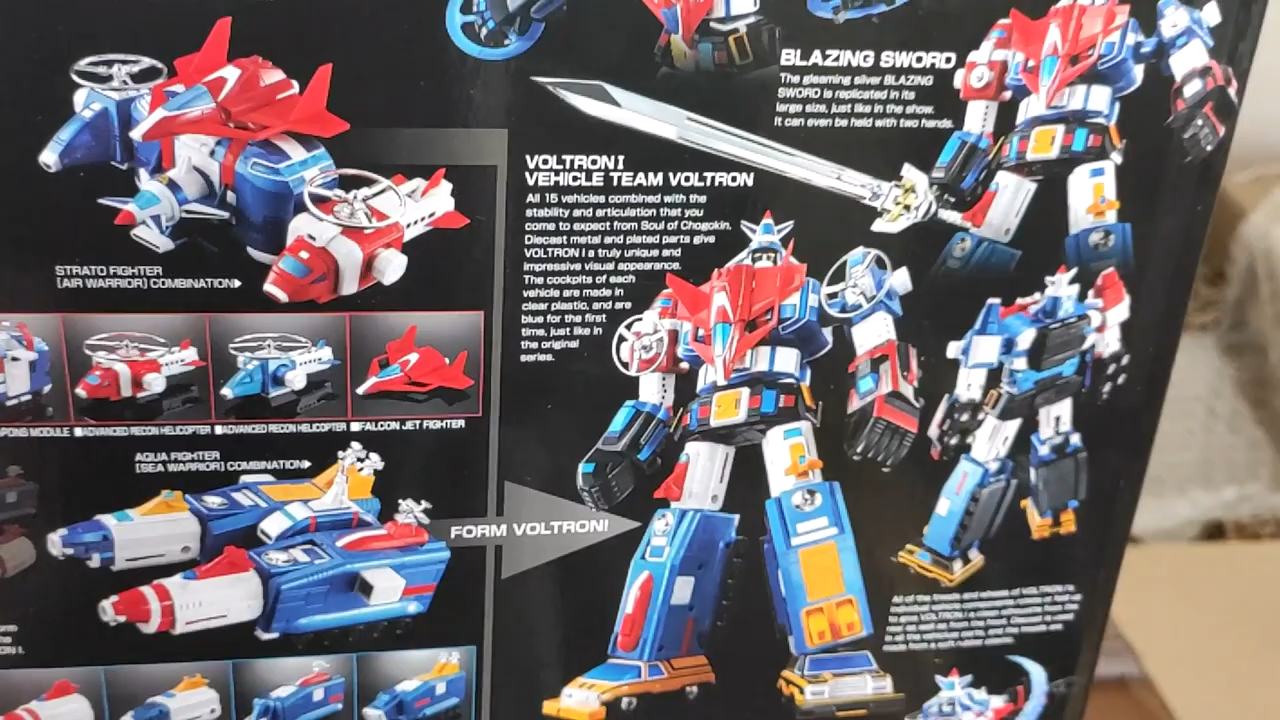 BLAZING SWORD
The gleaming silver BLAZING
SWORD is replicated in its
large size, just like in the show.
It can even be held with two hands.
VOLTRON I
VEHICLE TEAM VOLTRON
All 15 vehicles combined with the
stability and articulation that you
come to expect from Soul of Chogokin.
Diecast metal and plated parts give
VOLTRON I a truly unique and
impressive visual appearance.
The cockpits of each
vehicle are made in
clear plastic, and are
blue for the first
time, just like in
the original
series.
STRATO FIGHTER
[AIR WARRIOR] COMBINATION▶
PONS MODULE ■ADVANCED RECON HELICOPTER ■ADVANCED RECON HELICOPTER ■FALCON JET FIGHTER
AQUA FIGHTER
[SEA WARRIOR] COMBINATION▶
FORM VOLTRON!